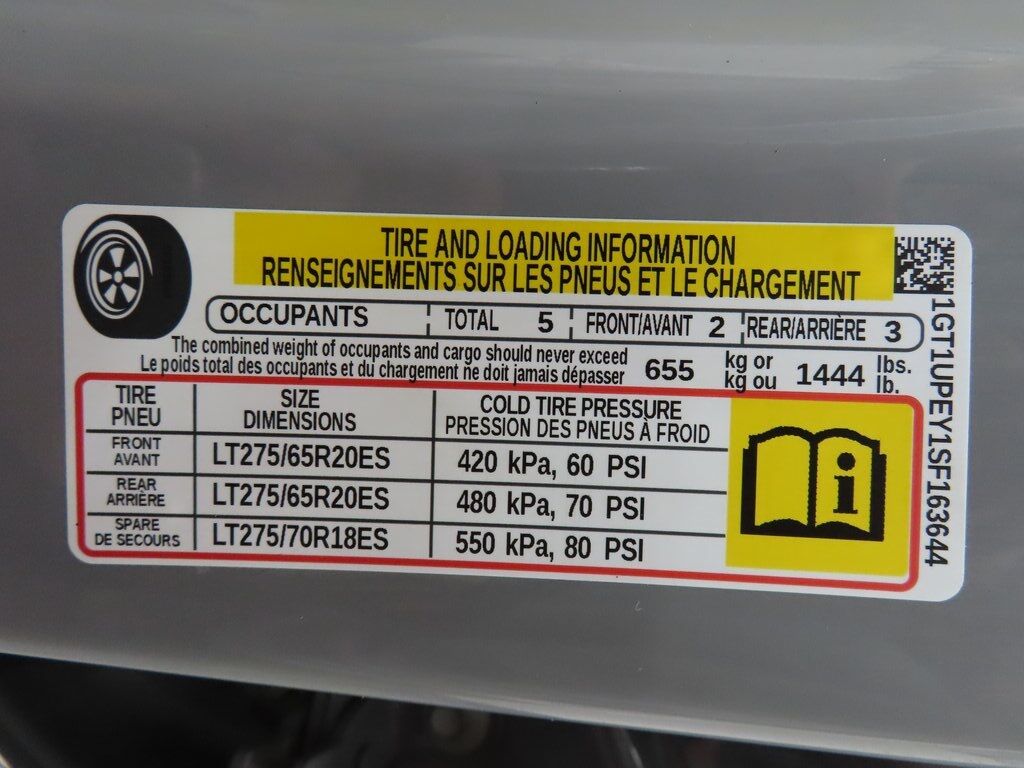 TIRE AND LOADING INFORMATION
RENSEIGNEMENTS SUR LES PNEUS ET LE CHARGEMENT
OCCUPANTS TOTAL 5 FRONT/AVANT 2 REAR/ARRIÈRE 3
The combined weight of occupants and cargo should never exceed 655 kg or 1444 lbs.
Le poids total des occupants et du chargement ne doit jamais dépasser kg ou lb.
TIRE SIZE COLD TIRE PRESSURE
PNEU DIMENSIONS PRESSION DES PNEUS À FROID
FRONT
AVANT LT275/65R20ES 420 kPa, 60 PSI
REAR
ARRIÈRE LT275/65R20ES 480 kPa, 70 PSI
SPARE
DE SECOURS LT275/70R18ES 550 kPa, 80 PSI
i
1GT1UPEY1SF163644